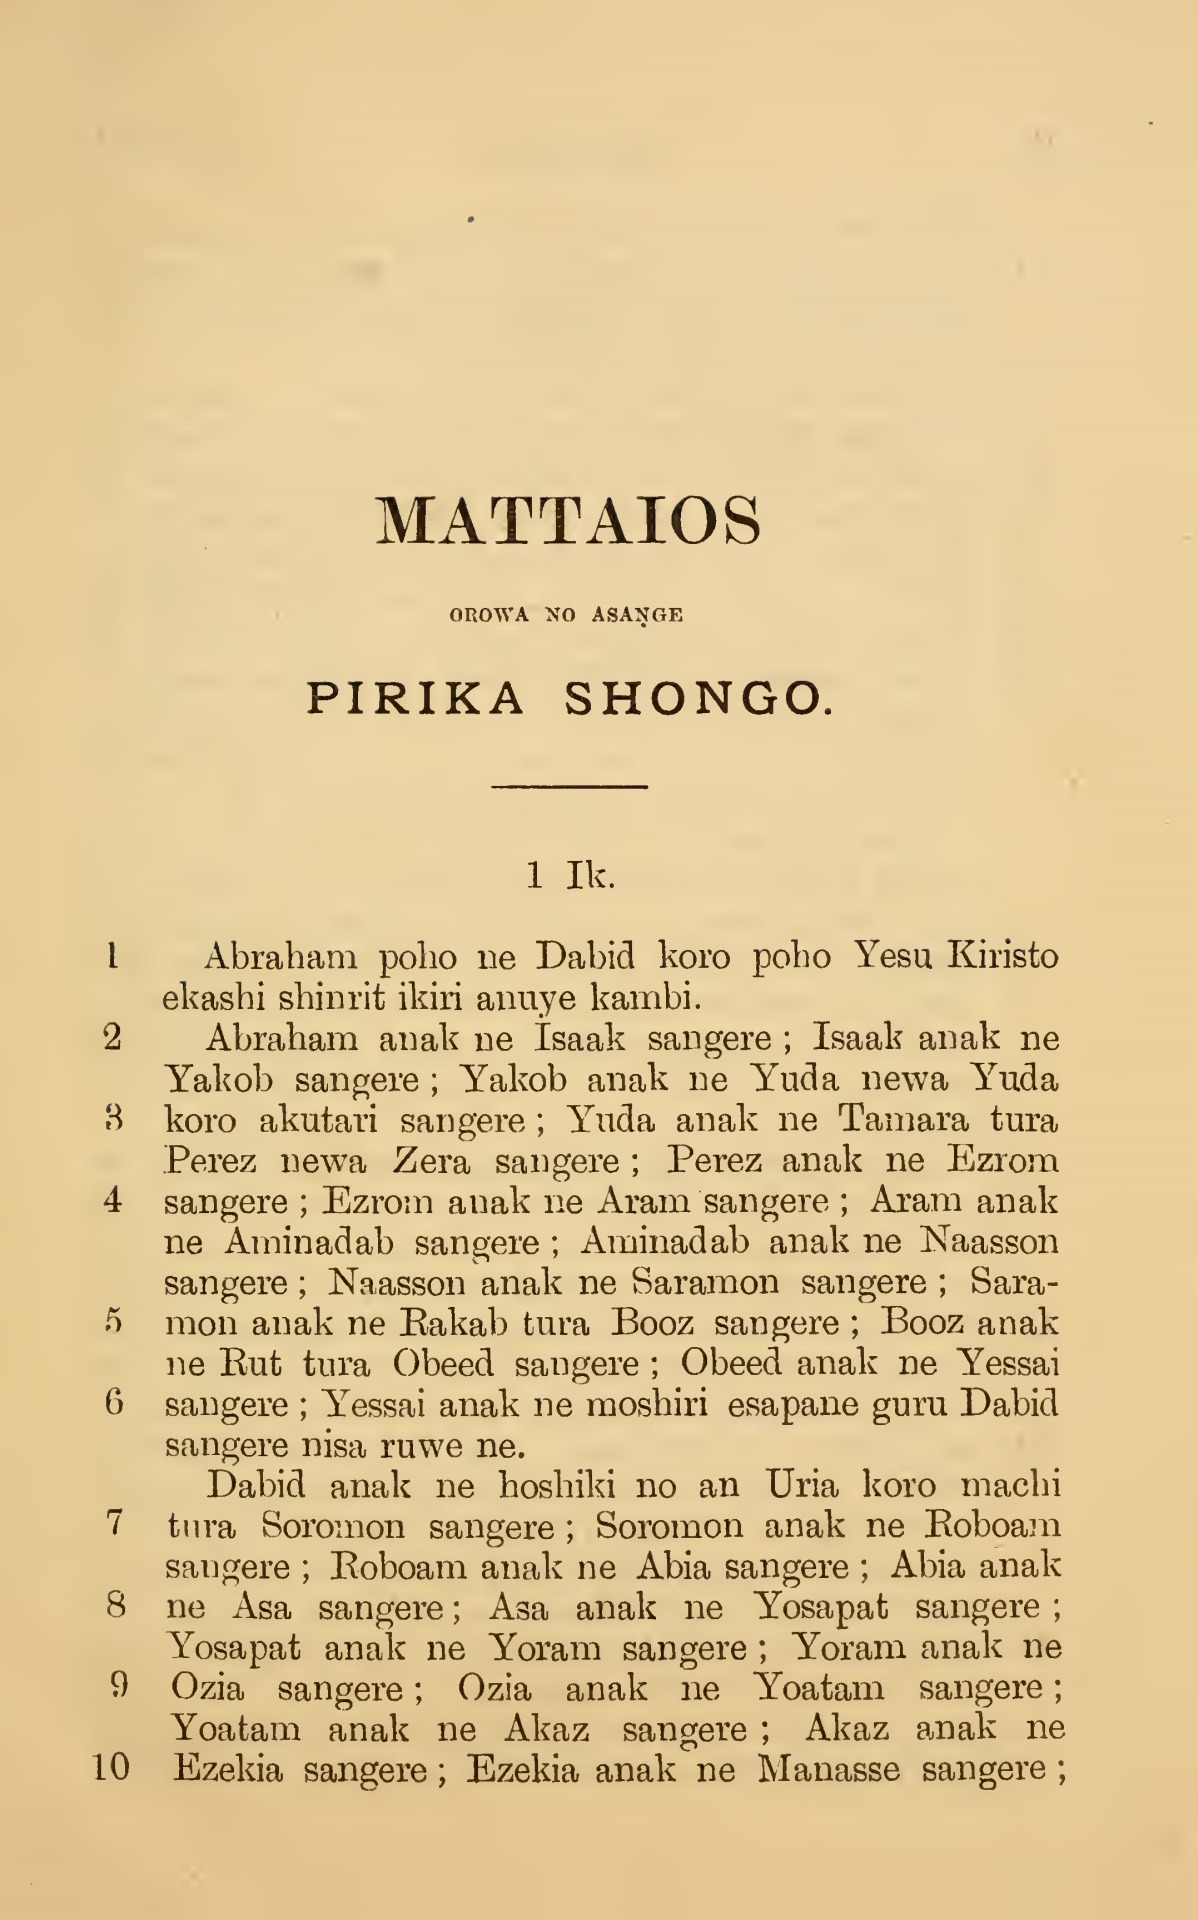 MATTAIOS
OROWA NO ASAṆGE
PIRIKA SHONGO.
1 Ik.
1 Abraham poho ne Dabid koro poho Yesu Kiristo
ekashi shinrit ikiri anuye kambi.
2 Abraham anak ne Isaak sangere ; Isaak anak ne
Yakob sangere ; Yakob anak ne Yuda newa Yuda
3 koro akutari sangere ; Yuda anak ne Tamara tura
Perez newa Zera sangere ; Perez anak ne Ezrom
4 sangere ; Ezrom anak ne Aram sangere ; Aram anak
ne Aminadab sangere ; Aminadab anak ne Naasson
sangere ; Naasson anak ne Saramon sangere ; Sara-
5 mon anak ne Rakab tura Booz sangere ; Booz anak
ne Rut tura Obeed sangere ; Obeed anak ne Yessai
6 sangere ; Yessai anak ne moshiri esapane guru Dabid
sangere nisa ruwe ne.
Dabid anak ne hoshiki no an Uria koro machi
7 tura Soromon sangere ; Soromon anak ne Roboam
sangere ; Roboam anak ne Abia sangere ; Abia anak
8 ne Asa sangere ; Asa anak ne Yosapat sangere ;
Yosapat anak ne Yoram sangere ; Yoram anak ne
9 Ozia sangere ; Ozia anak ne Yoatam sangere ;
Yoatam anak ne Akaz sangere ; Akaz anak ne
10 Ezekia sangere ; Ezekia anak ne Manasse sangere ;